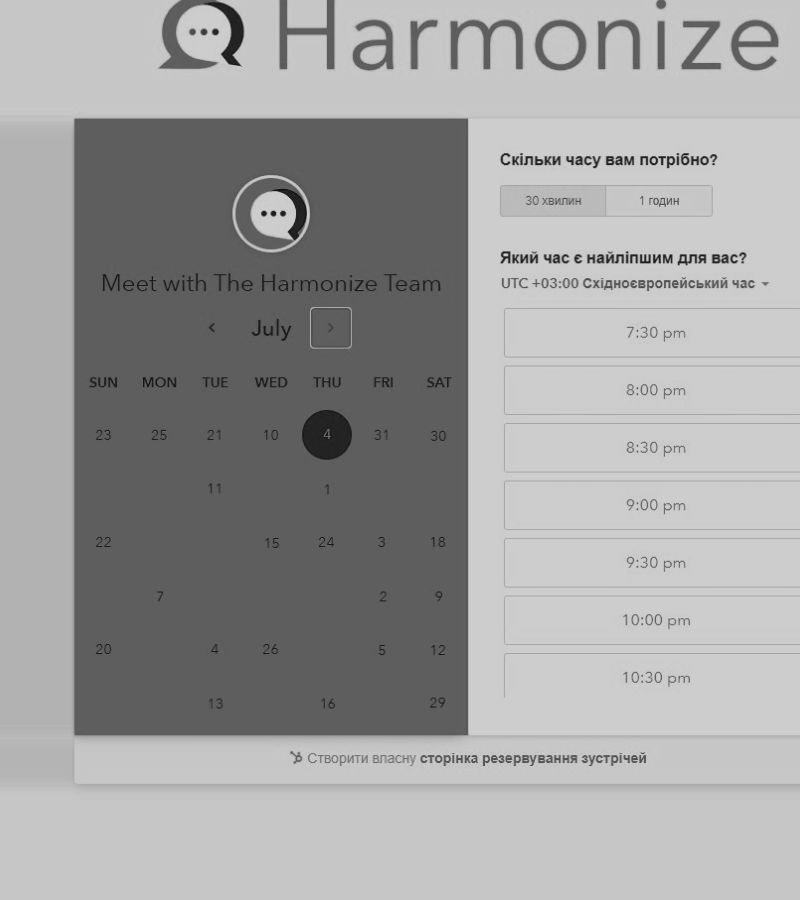 Harmonize
Meet with The Harmonize Team
July
SUN MON TUE WED THU FRI SAT
23 25 21 10 4 31 30
11 1
22 15 24 3 18
7 2 9
20 4 26 5 12
13 16 29
Скільки часу вам потрібно?
30 хвилин 1 годин
Який час є найліпшим для вас?
UTC +03:00 Східноєвропейський час
7:30 pm
8:00 pm
8:30 pm
9:00 pm
9:30 pm
10:00 pm
10:30 pm
Створити власну сторінка резервування зустрічей